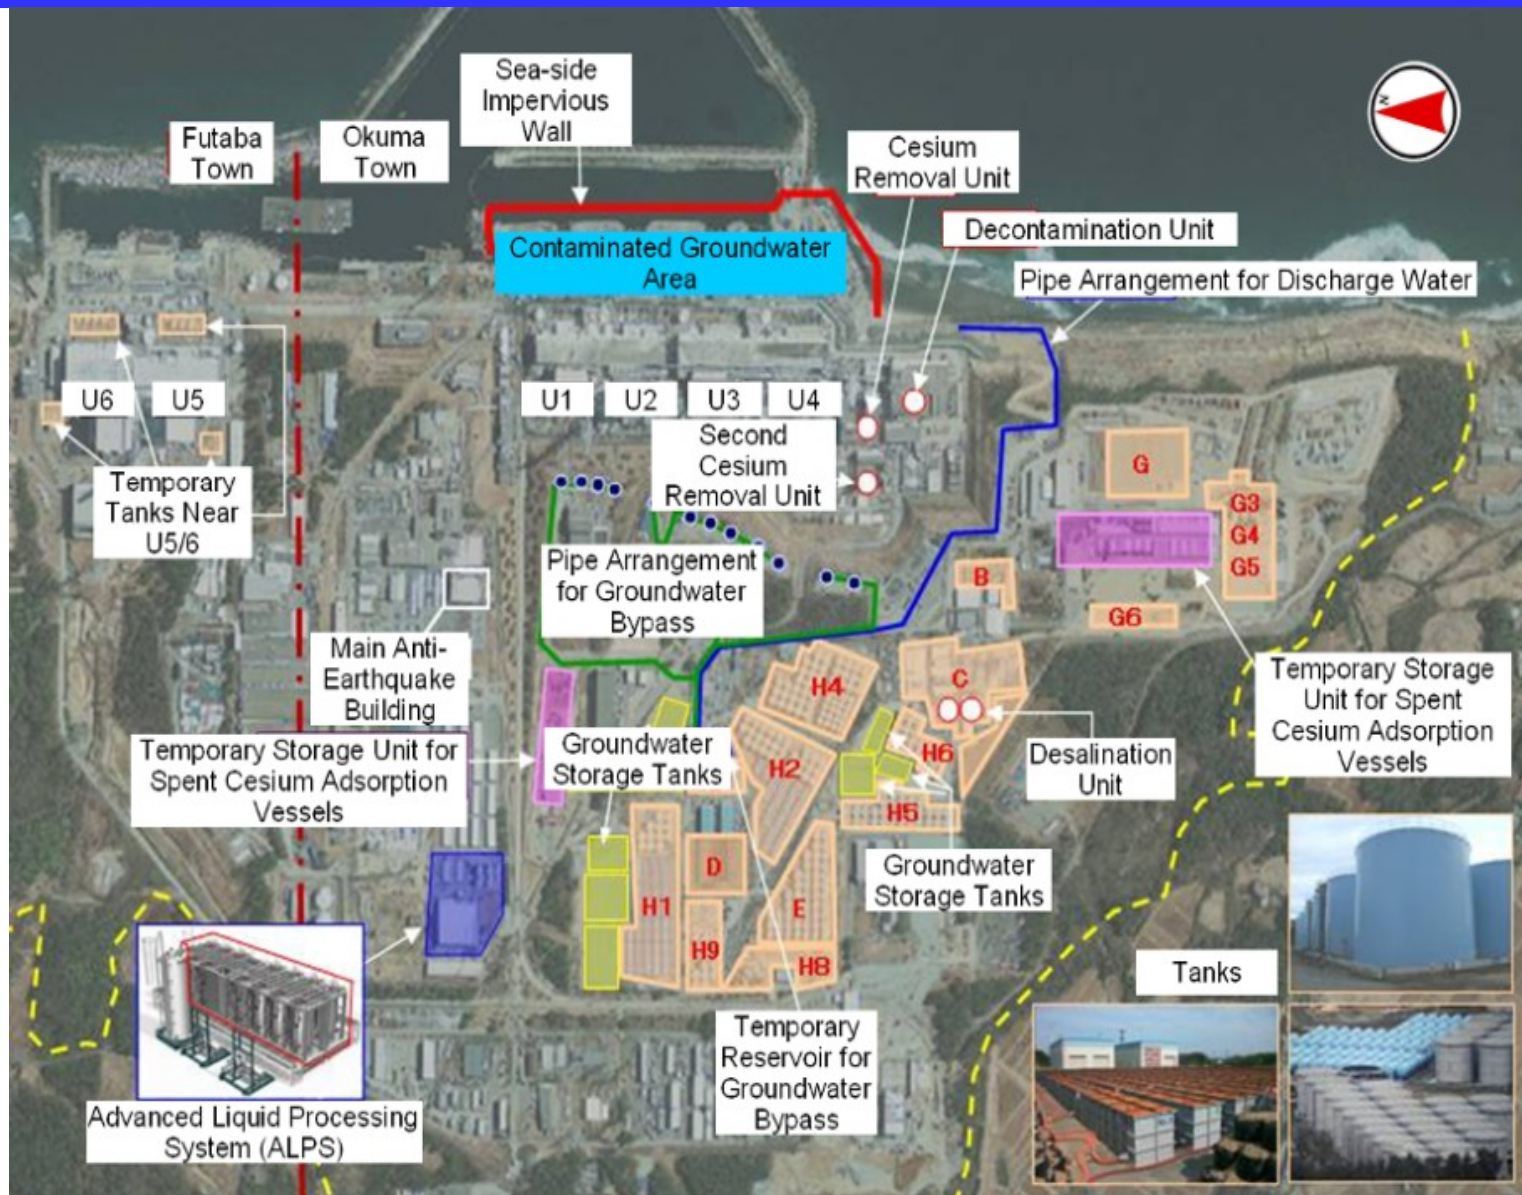 N
Sea-side
Impervious
Wall
Futaba
Town
Okuma
Town
Cesium
Removal Unit
Decontamination Unit
Contaminated Groundwater
Area
Pipe Arrangement for Discharge Water
U6
U5
U1
U2
U3
U4
Second
Cesium
Removal Unit
Temporary
Tanks Near
U5/6
G
G3
G4
G5
Pipe Arrangement
for Groundwater
Bypass
B
G6
Main Anti-
Earthquake
Building
H4
C
Temporary Storage
Unit for Spent
Cesium Adsorption
Vessels
Temporary Storage Unit for
Spent Cesium Adsorption
Vessels
Groundwater
Storage Tanks
H2
H6
Desalination
Unit
H5
D
Groundwater
Storage Tanks
H1
E
H9
H8
Tanks
Temporary
Reservoir for
Groundwater
Bypass
Advanced Liquid Processing
System (ALPS)